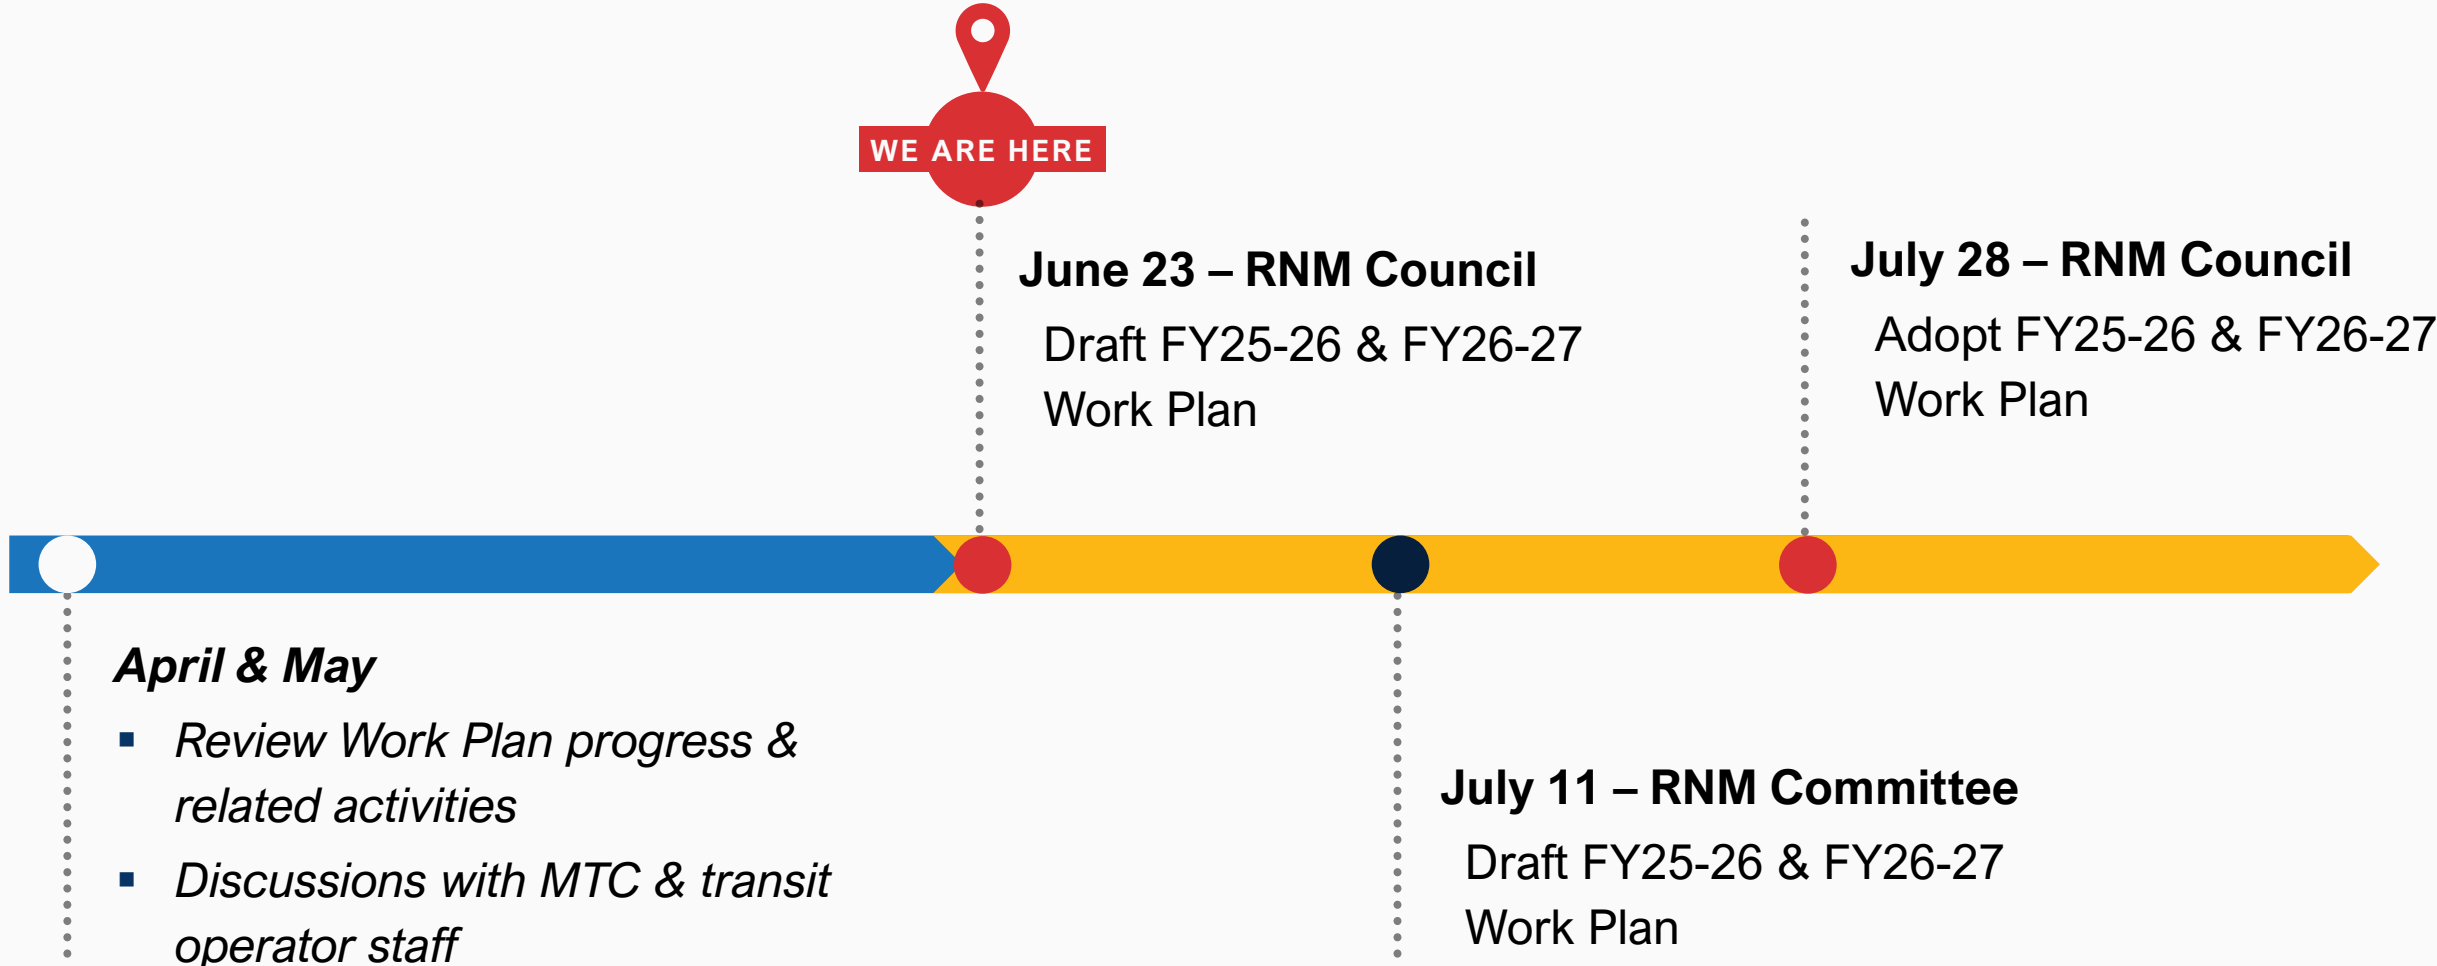 WE ARE HERE
June 23 – RNM Council
Draft FY25-26 & FY26-27
Work Plan
July 28 – RNM Council
Adopt FY25-26 & FY26-27
Work Plan
April & May
▪ Review Work Plan progress &
related activities
▪ Discussions with MTC & transit
operator staff
July 11 – RNM Committee
Draft FY25-26 & FY26-27
Work Plan